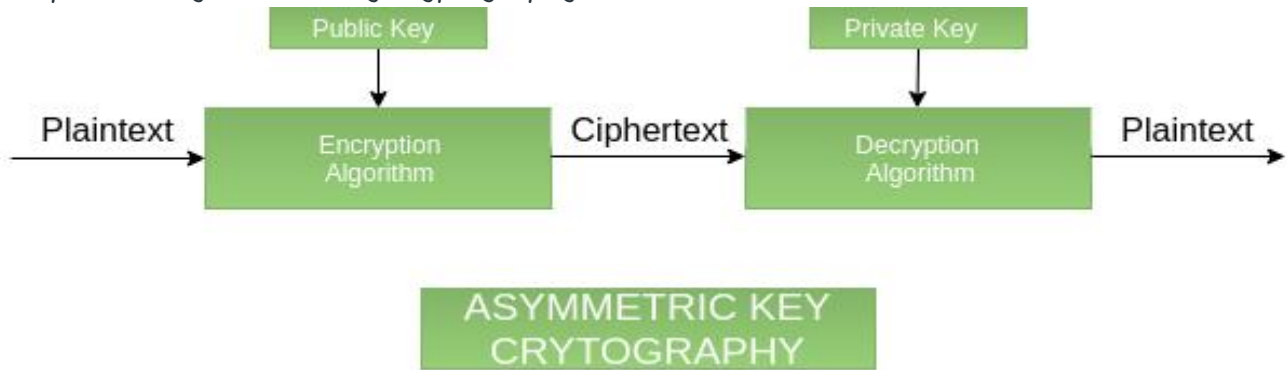 Public Key
Private Key
Plaintext
Encryption
Algorithm
Ciphertext
Decryption
Algorithm
Plaintext
ASYMMETRIC KEY
CRYTOGRAPHY